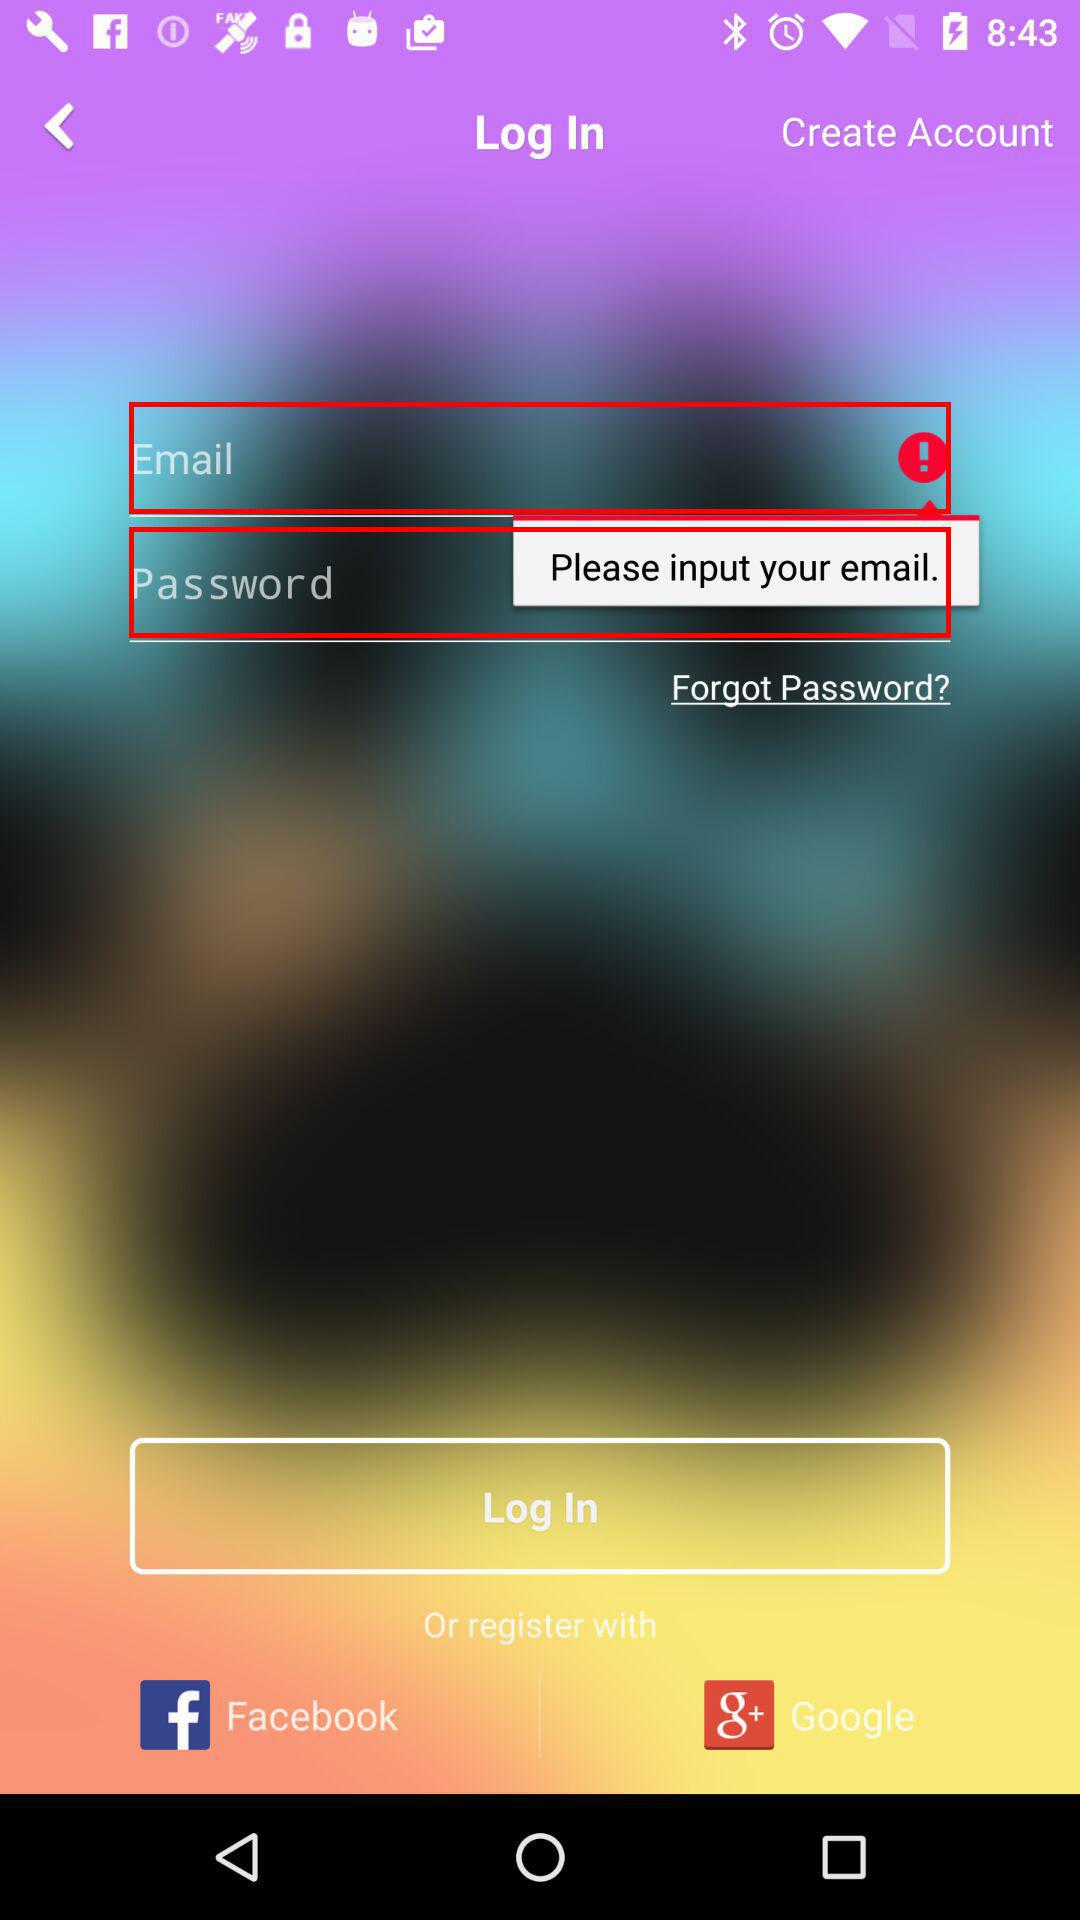 FAKE
8:43
Log In
Create Account
Email
Please input your email.
Password
Forgot Password?
Log In
Or register with
Facebook
Google